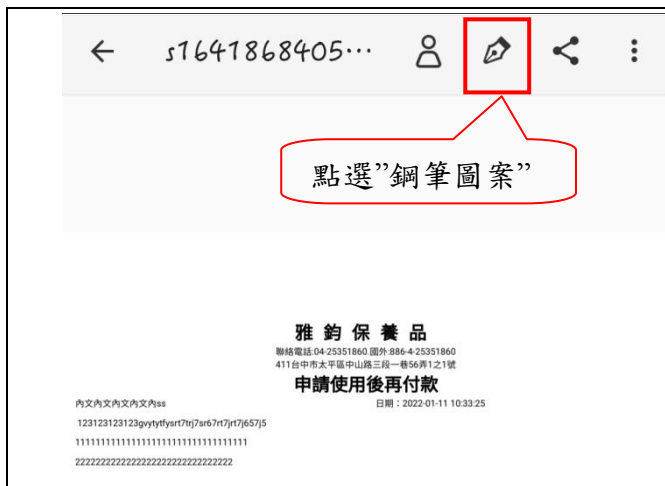 s1641868405...
點選”鋼筆圖案”
雅鈞保養品
聯絡電話:04-25351860.國外:886-4-25351860
411台中市太平區中山路三段一巷56弄1之1號
申請使用後再付款
內文內文內文內ss 日期：2022-01-11 10:33:25
123123123123gvytytfysrt7trj7sr67rt7jrt7j657j5
11111111111111111111111111111111
2222222222222222222222222222